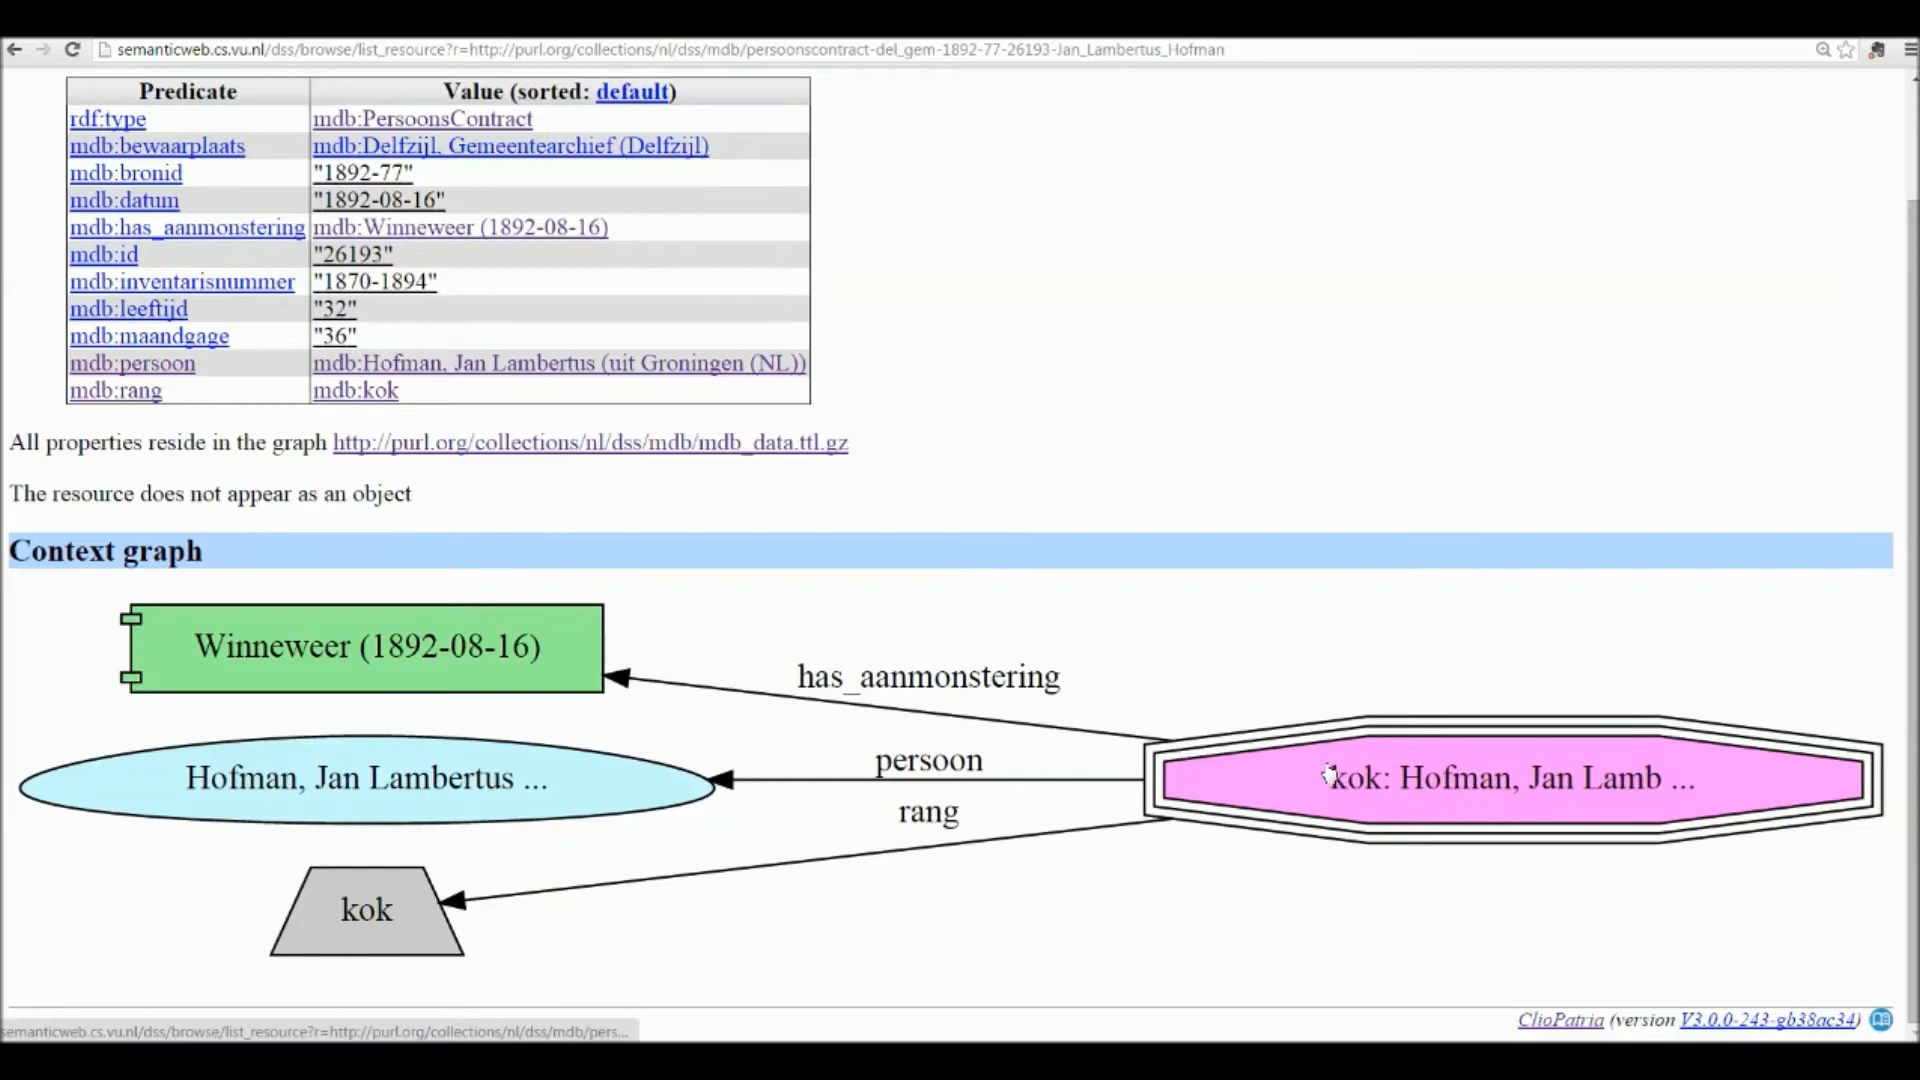 semanticweb.cs.vu.nl/dss/browse/list_resource?r=http://purl.org/collections/nl/dss/mdb/persoonscontract-del_gem-1892-77-26193-Jan_Lambertus_Hofman
Predicate Value (sorted: default)
rdf:type mdb:PersoonsContract
mdb:bewaarplaats mdb:Delfzijl, Gemeentearchief (Delfzijl)
mdb:bronid "1892-77"
mdb:datum "1892-08-16"
mdb:has_aanmonstering mdb:Winneweer (1892-08-16)
mdb:id "26193"
mdb:inventarisnummer "1870-1894"
mdb:leeftijd "32"
mdb:maandgage "36"
mdb:persoon mdb:Hofman, Jan Lambertus (uit Groningen (NL))
mdb:rang mdb:kok
All properties reside in the graph http://purl.org/collections/nl/dss/mdb/mdb_data.ttl.gz
The resource does not appear as an object
Context graph
Winneweer (1892-08-16)
has_aanmonstering
persoon
Hofman, Jan Lambertus ...
kok: Hofman, Jan Lamb ...
rang
kok
ClioPatria (version V3.0.0-243-gb38ac34)
semanticweb.cs.vu.nl/dss/browse/list_resource?r=http://purl.org/collections/nl/dss/mdb/pers...